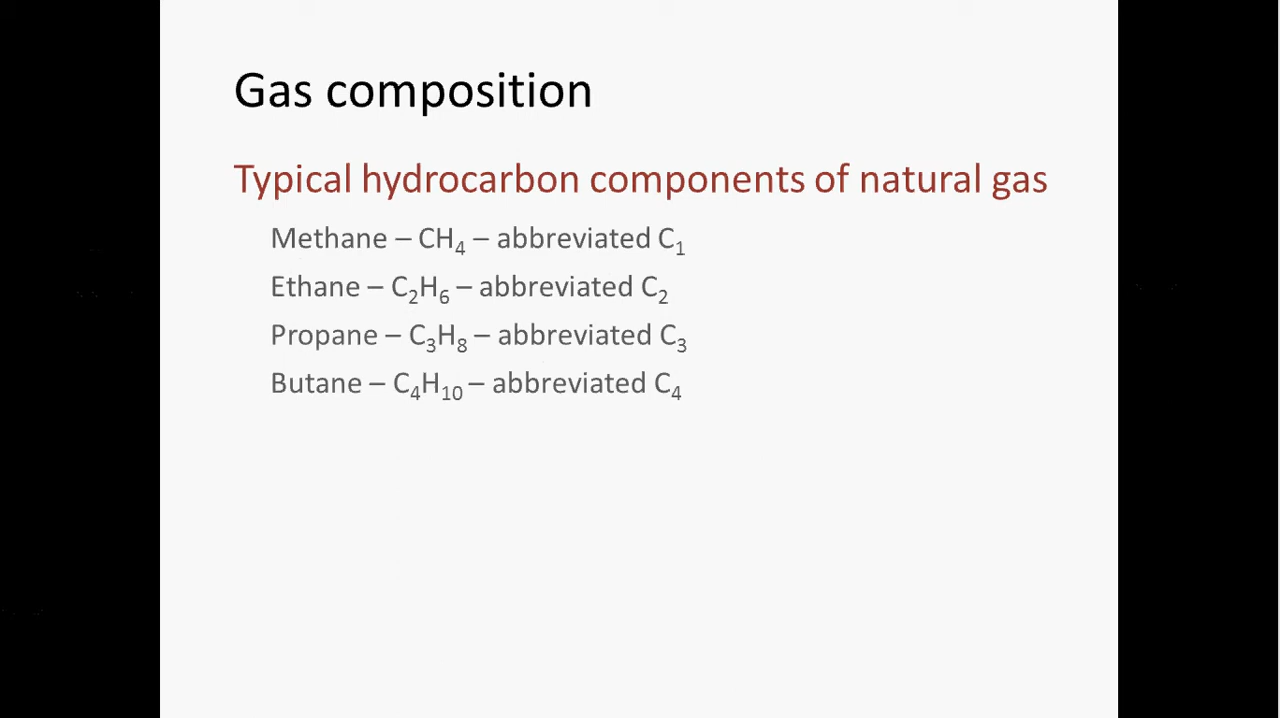 Gas composition
Typical hydrocarbon components of natural gas
Methane – CH₄ – abbreviated C₁
Ethane – C₂H₆ – abbreviated C₂
Propane – C₃H₈ – abbreviated C₃
Butane – C₄H₁₀ – abbreviated C₄